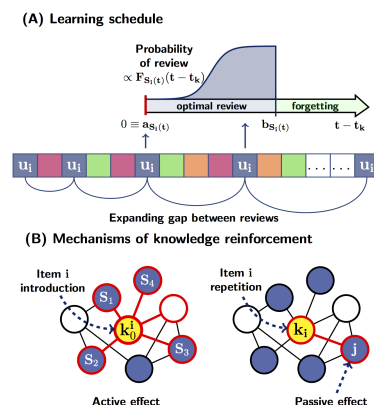 (A) Learning schedule
Probability
of review
∝ F_{S_i(t)}(t − t_k)
optimal review
forgetting
0 ≡ a_{S_i(t)}
b_{S_i(t)}
t − t_k
u_i u_i u_i u_i ...... u_i
Expanding gap between reviews
(B) Mechanisms of knowledge reinforcement
Item i
introduction
S_1
S_4
k_0^i
S_2
S_3
Active effect
Item i
repetition
k_i
j
Passive effect